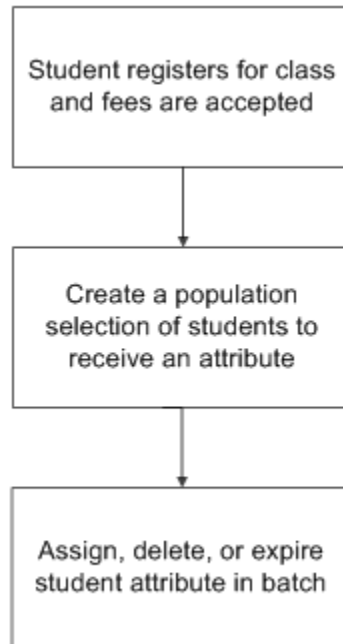 Student registers for class
and fees are accepted
Create a population
selection of students to
receive an attribute
Assign, delete, or expire
student attribute in batch